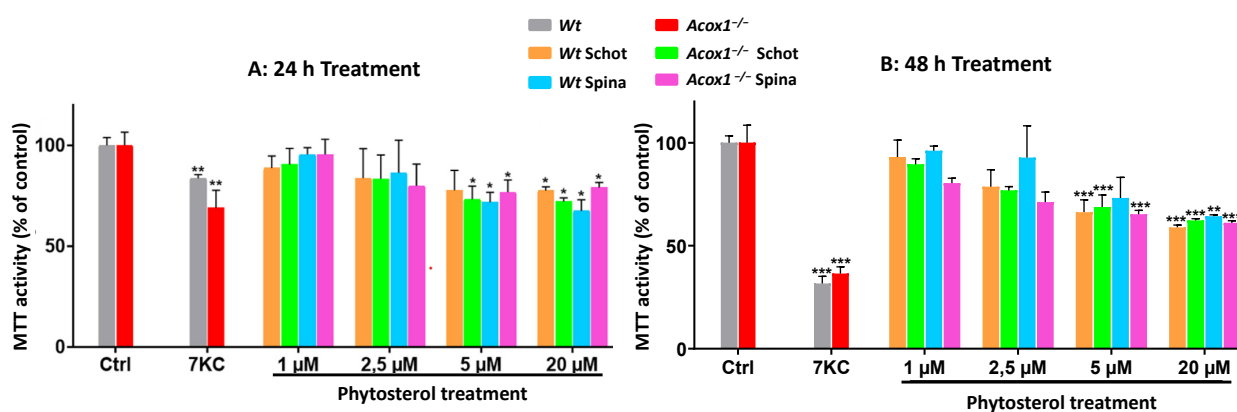 Wt
Acox1⁻/⁻
Wt Schot
Acox1⁻/⁻ Schot
Wt Spina
Acox1⁻/⁻ Spina
A: 24 h Treatment
MTT activity (% of control)
100
50
0
**
**
*
*
*
*
*
*
*
Ctrl
7KC
1 μM
2,5 μM
5 μM
20 μM
Phytosterol treatment
B: 48 h Treatment
MTT activity (% of control)
100
50
0
***
***
***
***
***
***
***
**
***
Ctrl
7KC
1 μM
2,5 μM
5 μM
20 μM
Phytosterol treatment